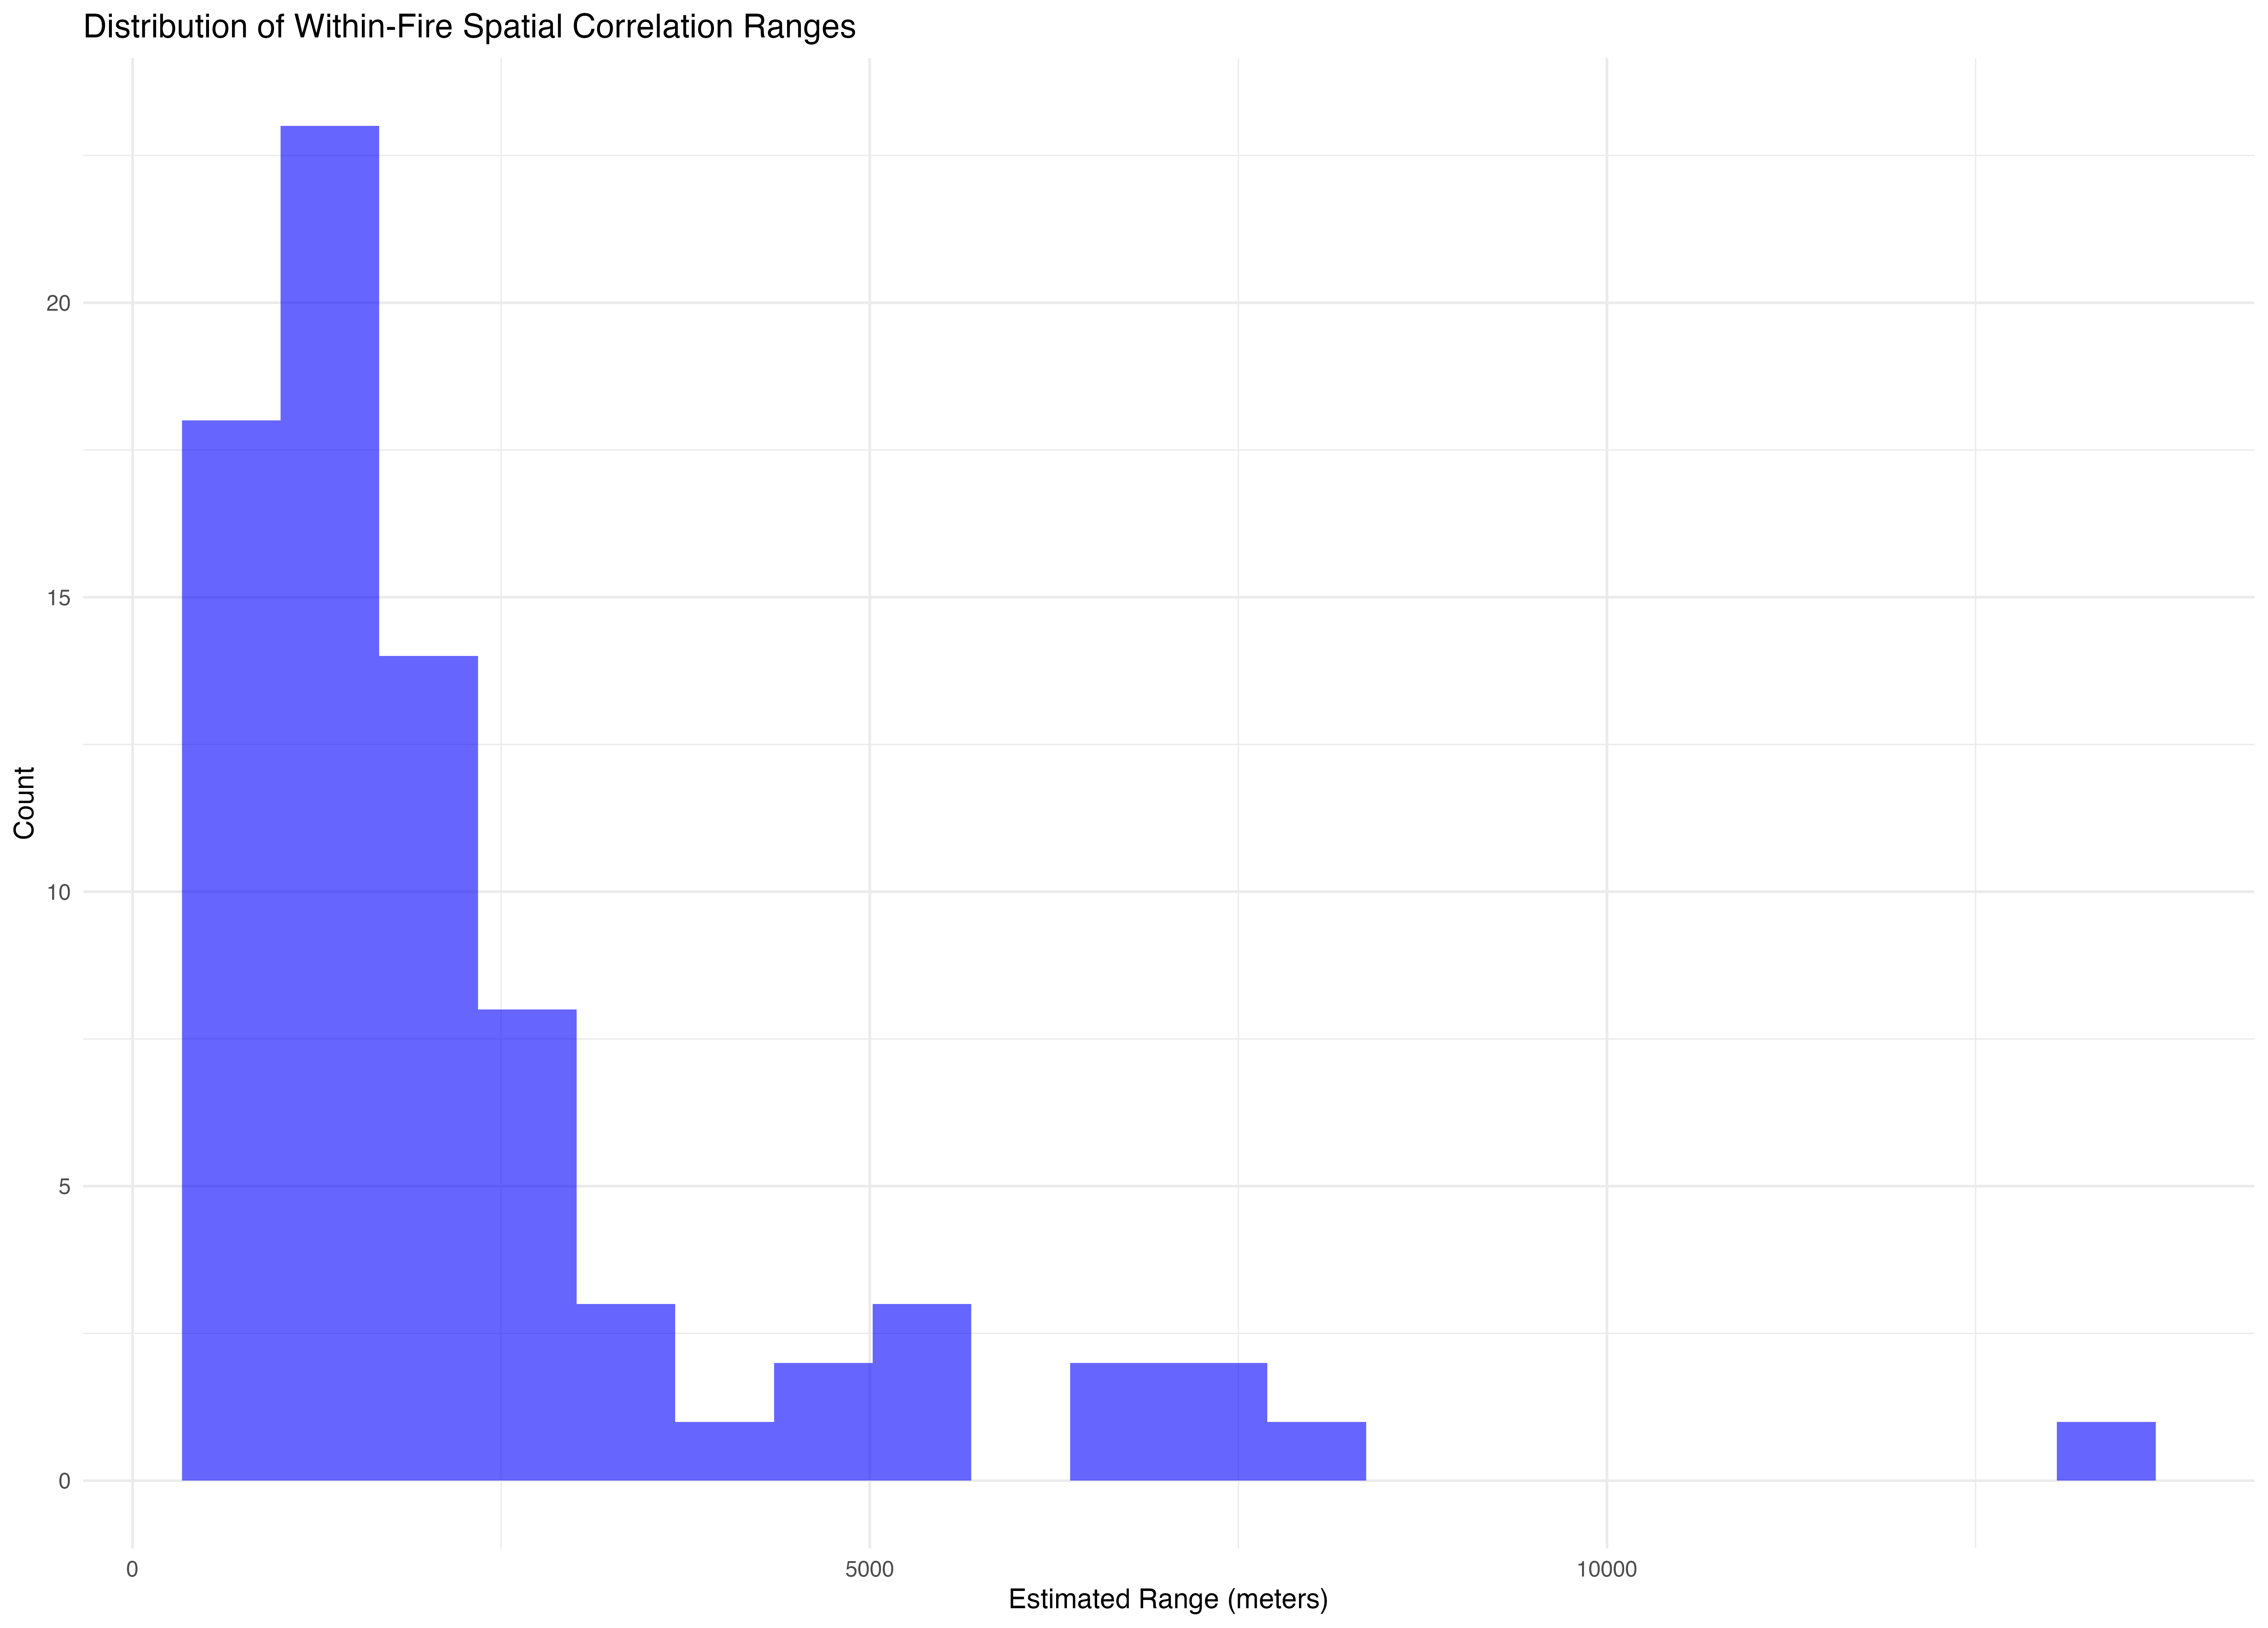 Distribution of Within-Fire Spatial Correlation Ranges
Count
20
15
10
5
0
0 5000 10000
Estimated Range (meters)